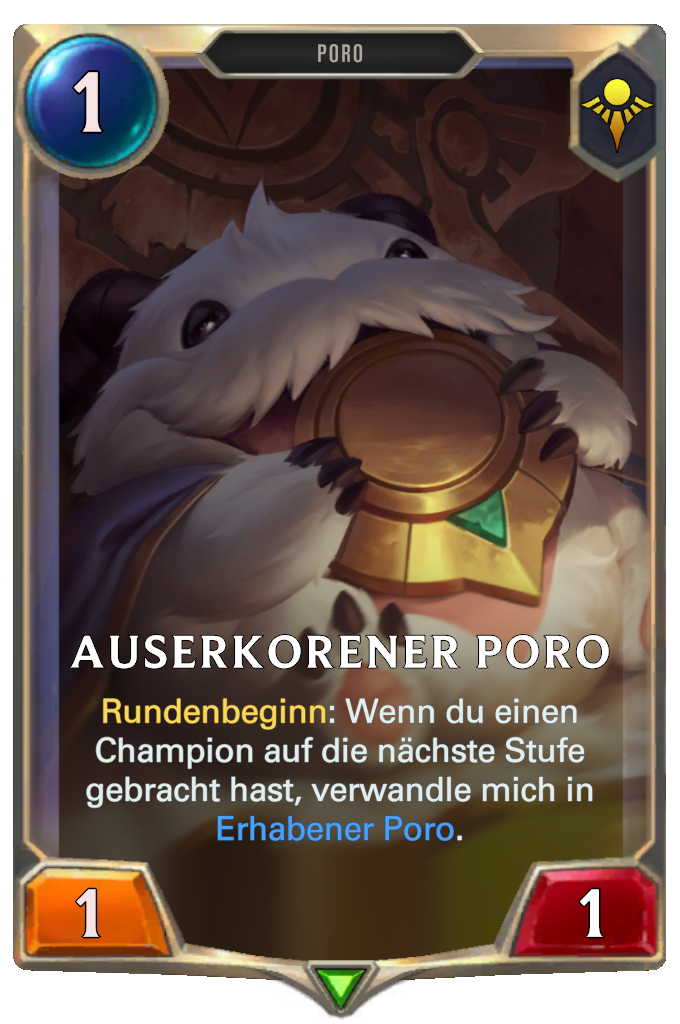 PORO
1
AUSERKORENER PORO
Rundenbeginn: Wenn du einen
Champion auf die nächste Stufe
gebracht hast, verwandle mich in
Erhabener Poro.
1
1